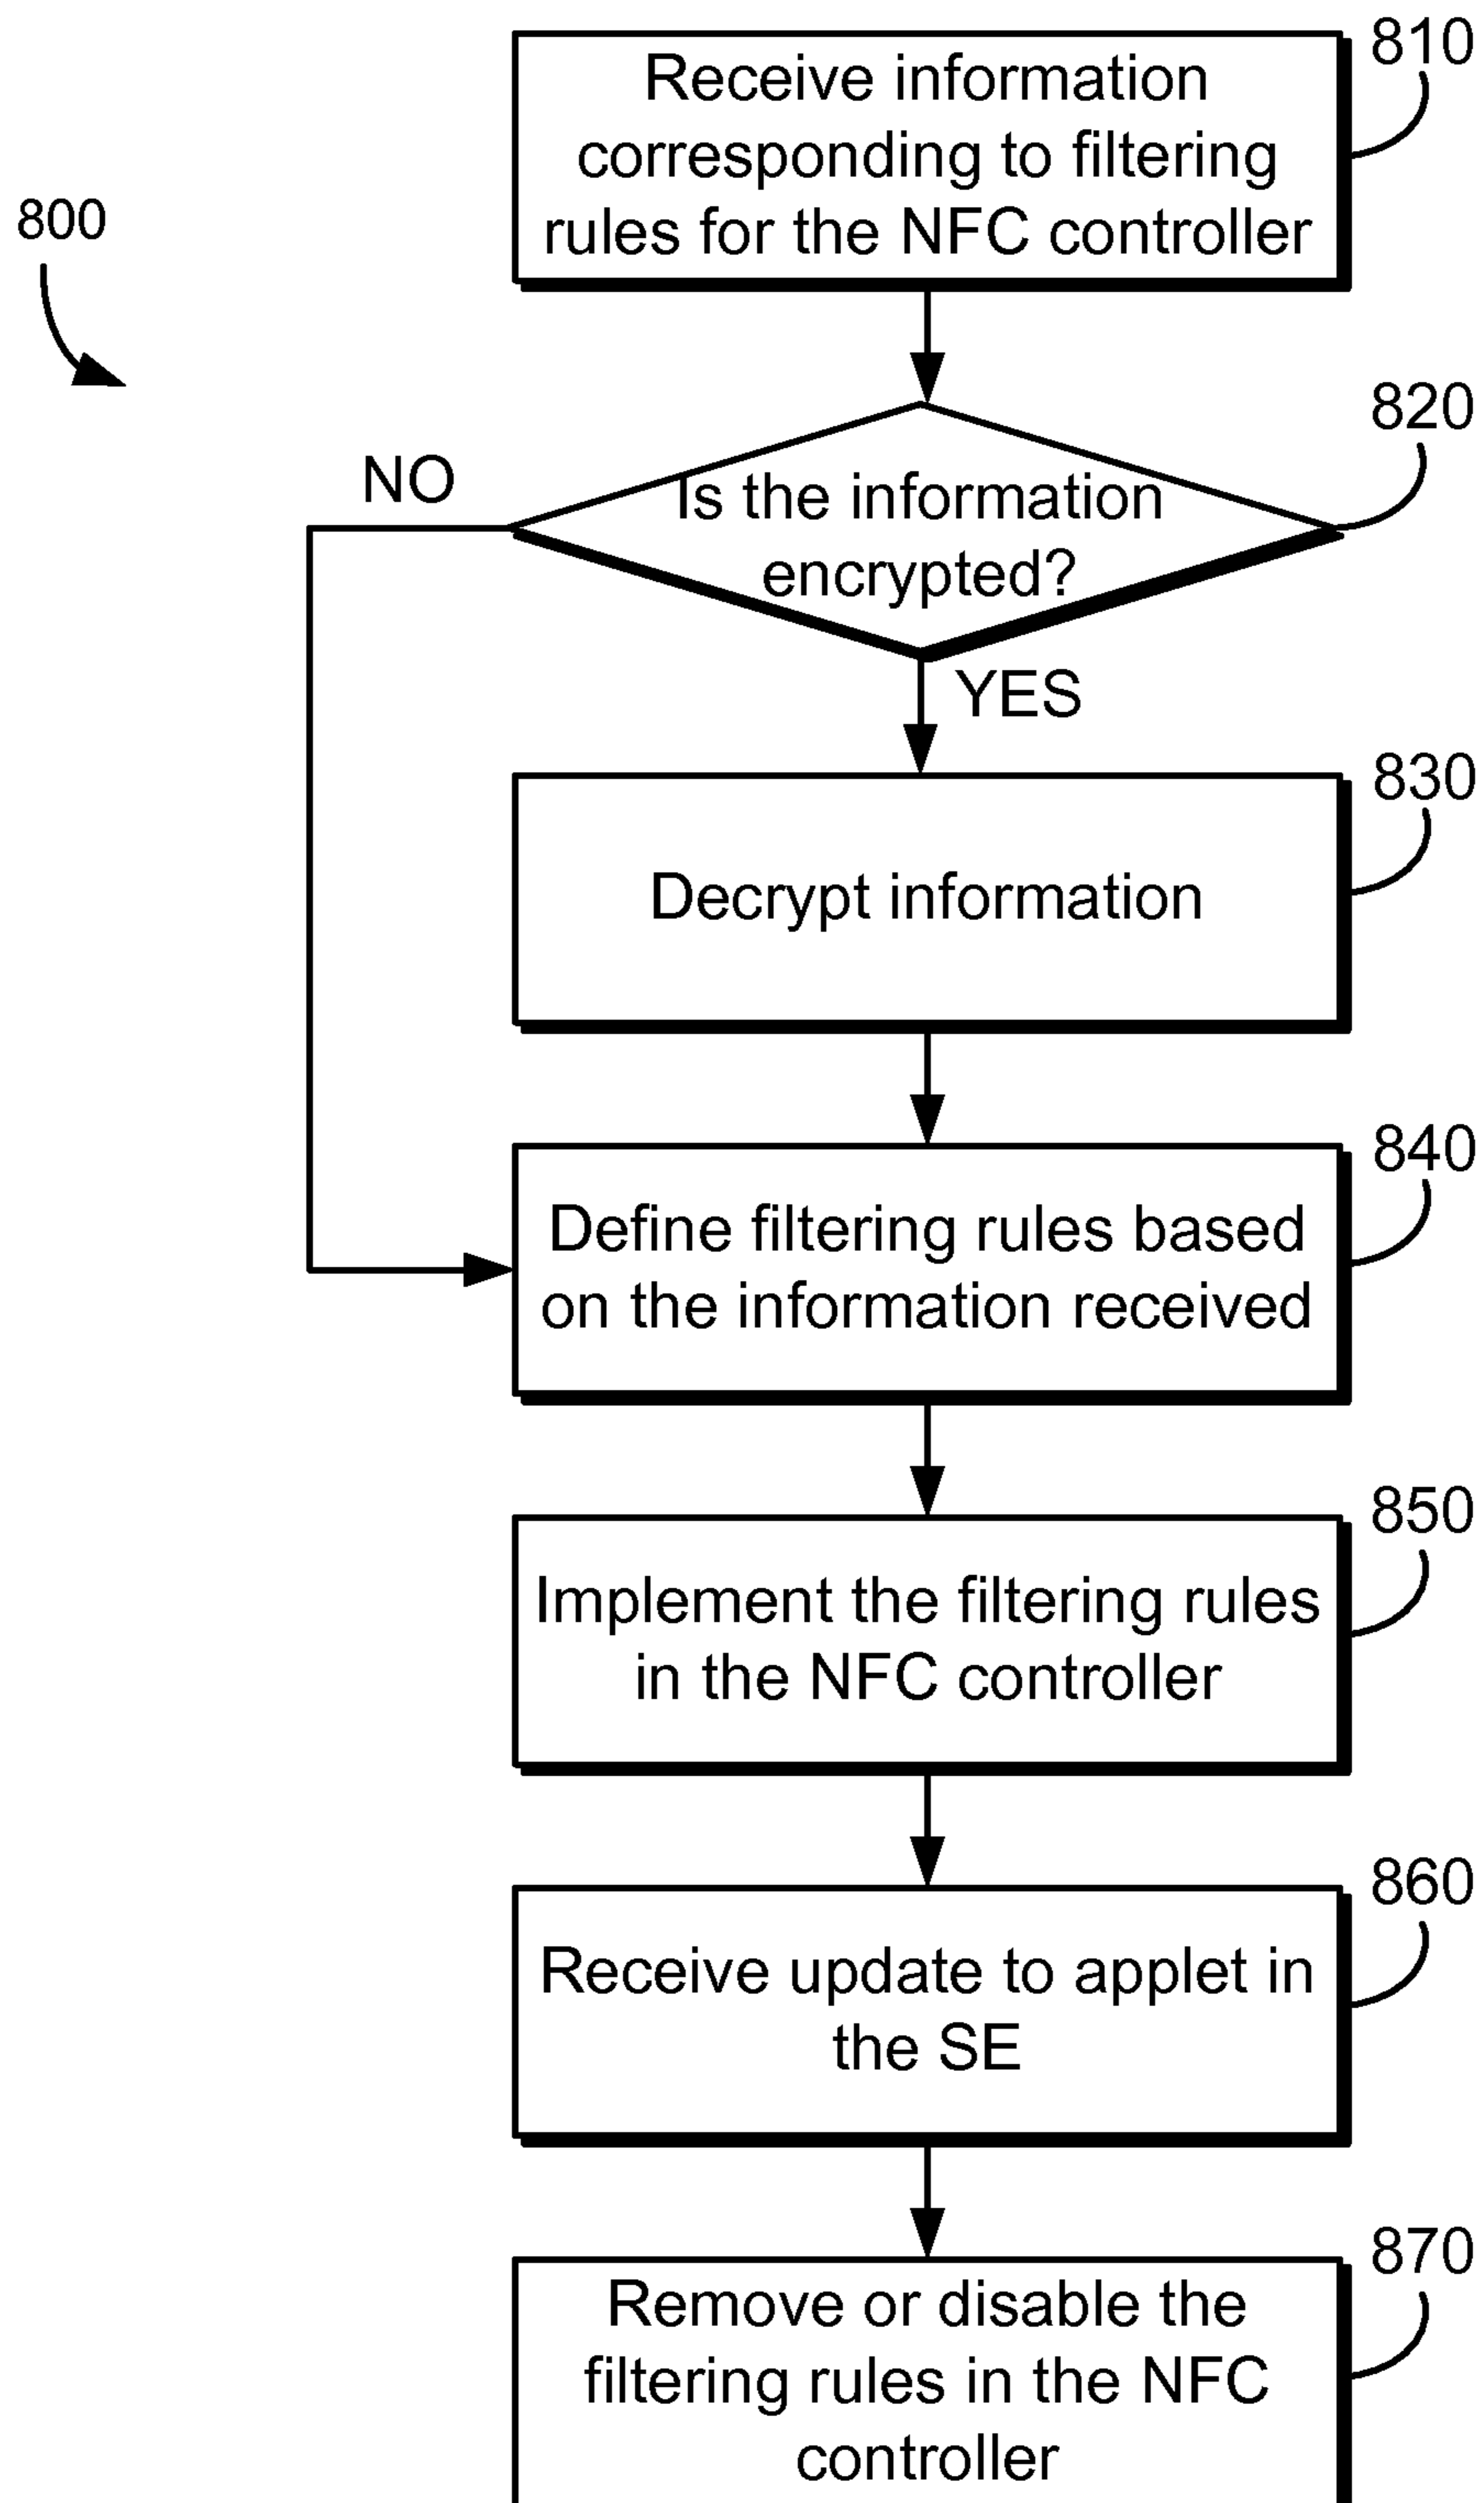 810
Receive information
corresponding to filtering
rules for the NFC controller
800
820
NO
Is the information
encrypted?
YES
830
Decrypt information
840
Define filtering rules based
on the information received
850
Implement the filtering rules
in the NFC controller
860
Receive update to applet in
the SE
870
Remove or disable the
filtering rules in the NFC
controller